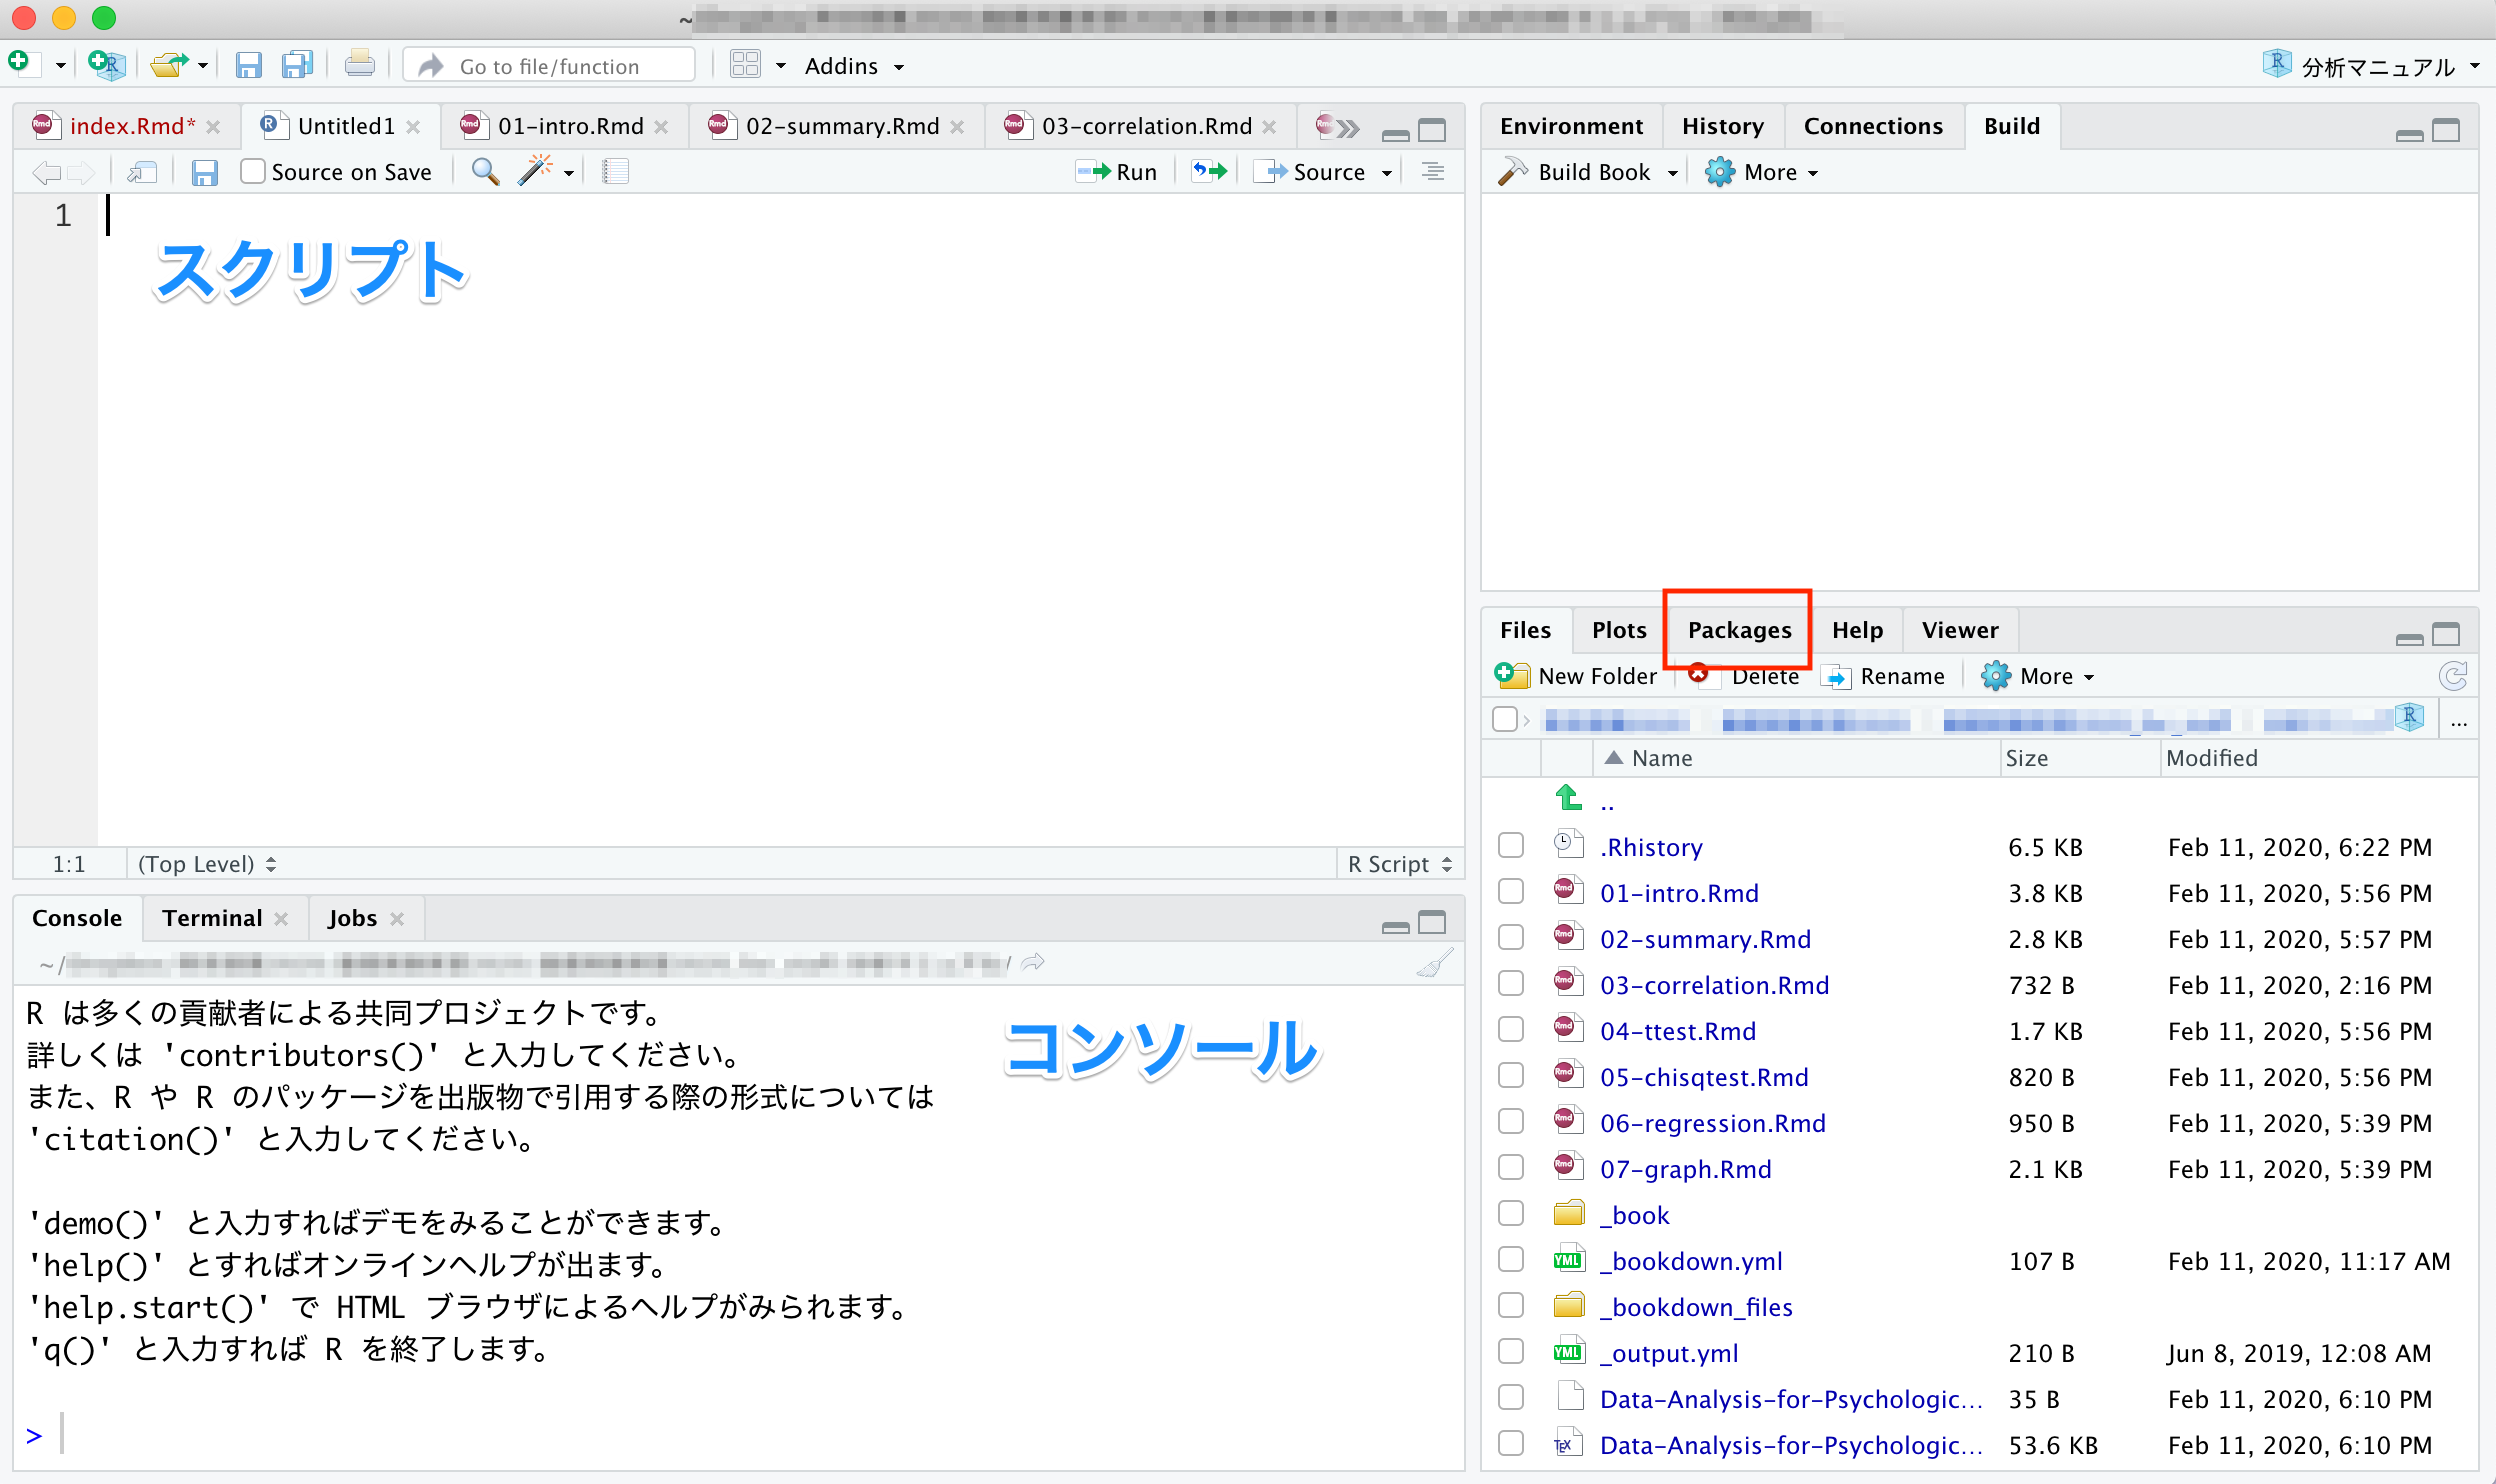 ~
Go to file/function
Addins
分析マニュアル
index.Rmd*
Untitled1
01-intro.Rmd
02-summary.Rmd
03-correlation.Rmd
Source on Save
Run
Source
1
スクリプト
1:1
(Top Level)
R Script
Console
Terminal
Jobs
~/
R は多くの貢献者による共同プロジェクトです。
詳しくは 'contributors()' と入力してください。
また、R や R のパッケージを出版物で引用する際の形式については
'citation()' と入力してください。
コンソール
'demo()' と入力すればデモをみることができます。
'help()' とすればオンラインヘルプが出ます。
'help.start()' で HTML ブラウザによるヘルプがみられます。
'q()' と入力すれば R を終了します。
>
Environment
History
Connections
Build
Build Book
More
Files
Plots
Packages
Help
Viewer
New Folder
Delete
Rename
More
...
Name Size Modified
..
.Rhistory 6.5 KB Feb 11, 2020, 6:22 PM
01-intro.Rmd 3.8 KB Feb 11, 2020, 5:56 PM
02-summary.Rmd 2.8 KB Feb 11, 2020, 5:57 PM
03-correlation.Rmd 732 B Feb 11, 2020, 2:16 PM
04-ttest.Rmd 1.7 KB Feb 11, 2020, 5:56 PM
05-chisqtest.Rmd 820 B Feb 11, 2020, 5:56 PM
06-regression.Rmd 950 B Feb 11, 2020, 5:39 PM
07-graph.Rmd 2.1 KB Feb 11, 2020, 5:39 PM
_book
_bookdown.yml 107 B Feb 11, 2020, 11:17 AM
_bookdown_files
_output.yml 210 B Jun 8, 2019, 12:08 AM
Data-Analysis-for-Psychologic... 35 B Feb 11, 2020, 6:10 PM
Data-Analysis-for-Psychologic... 53.6 KB Feb 11, 2020, 6:10 PM